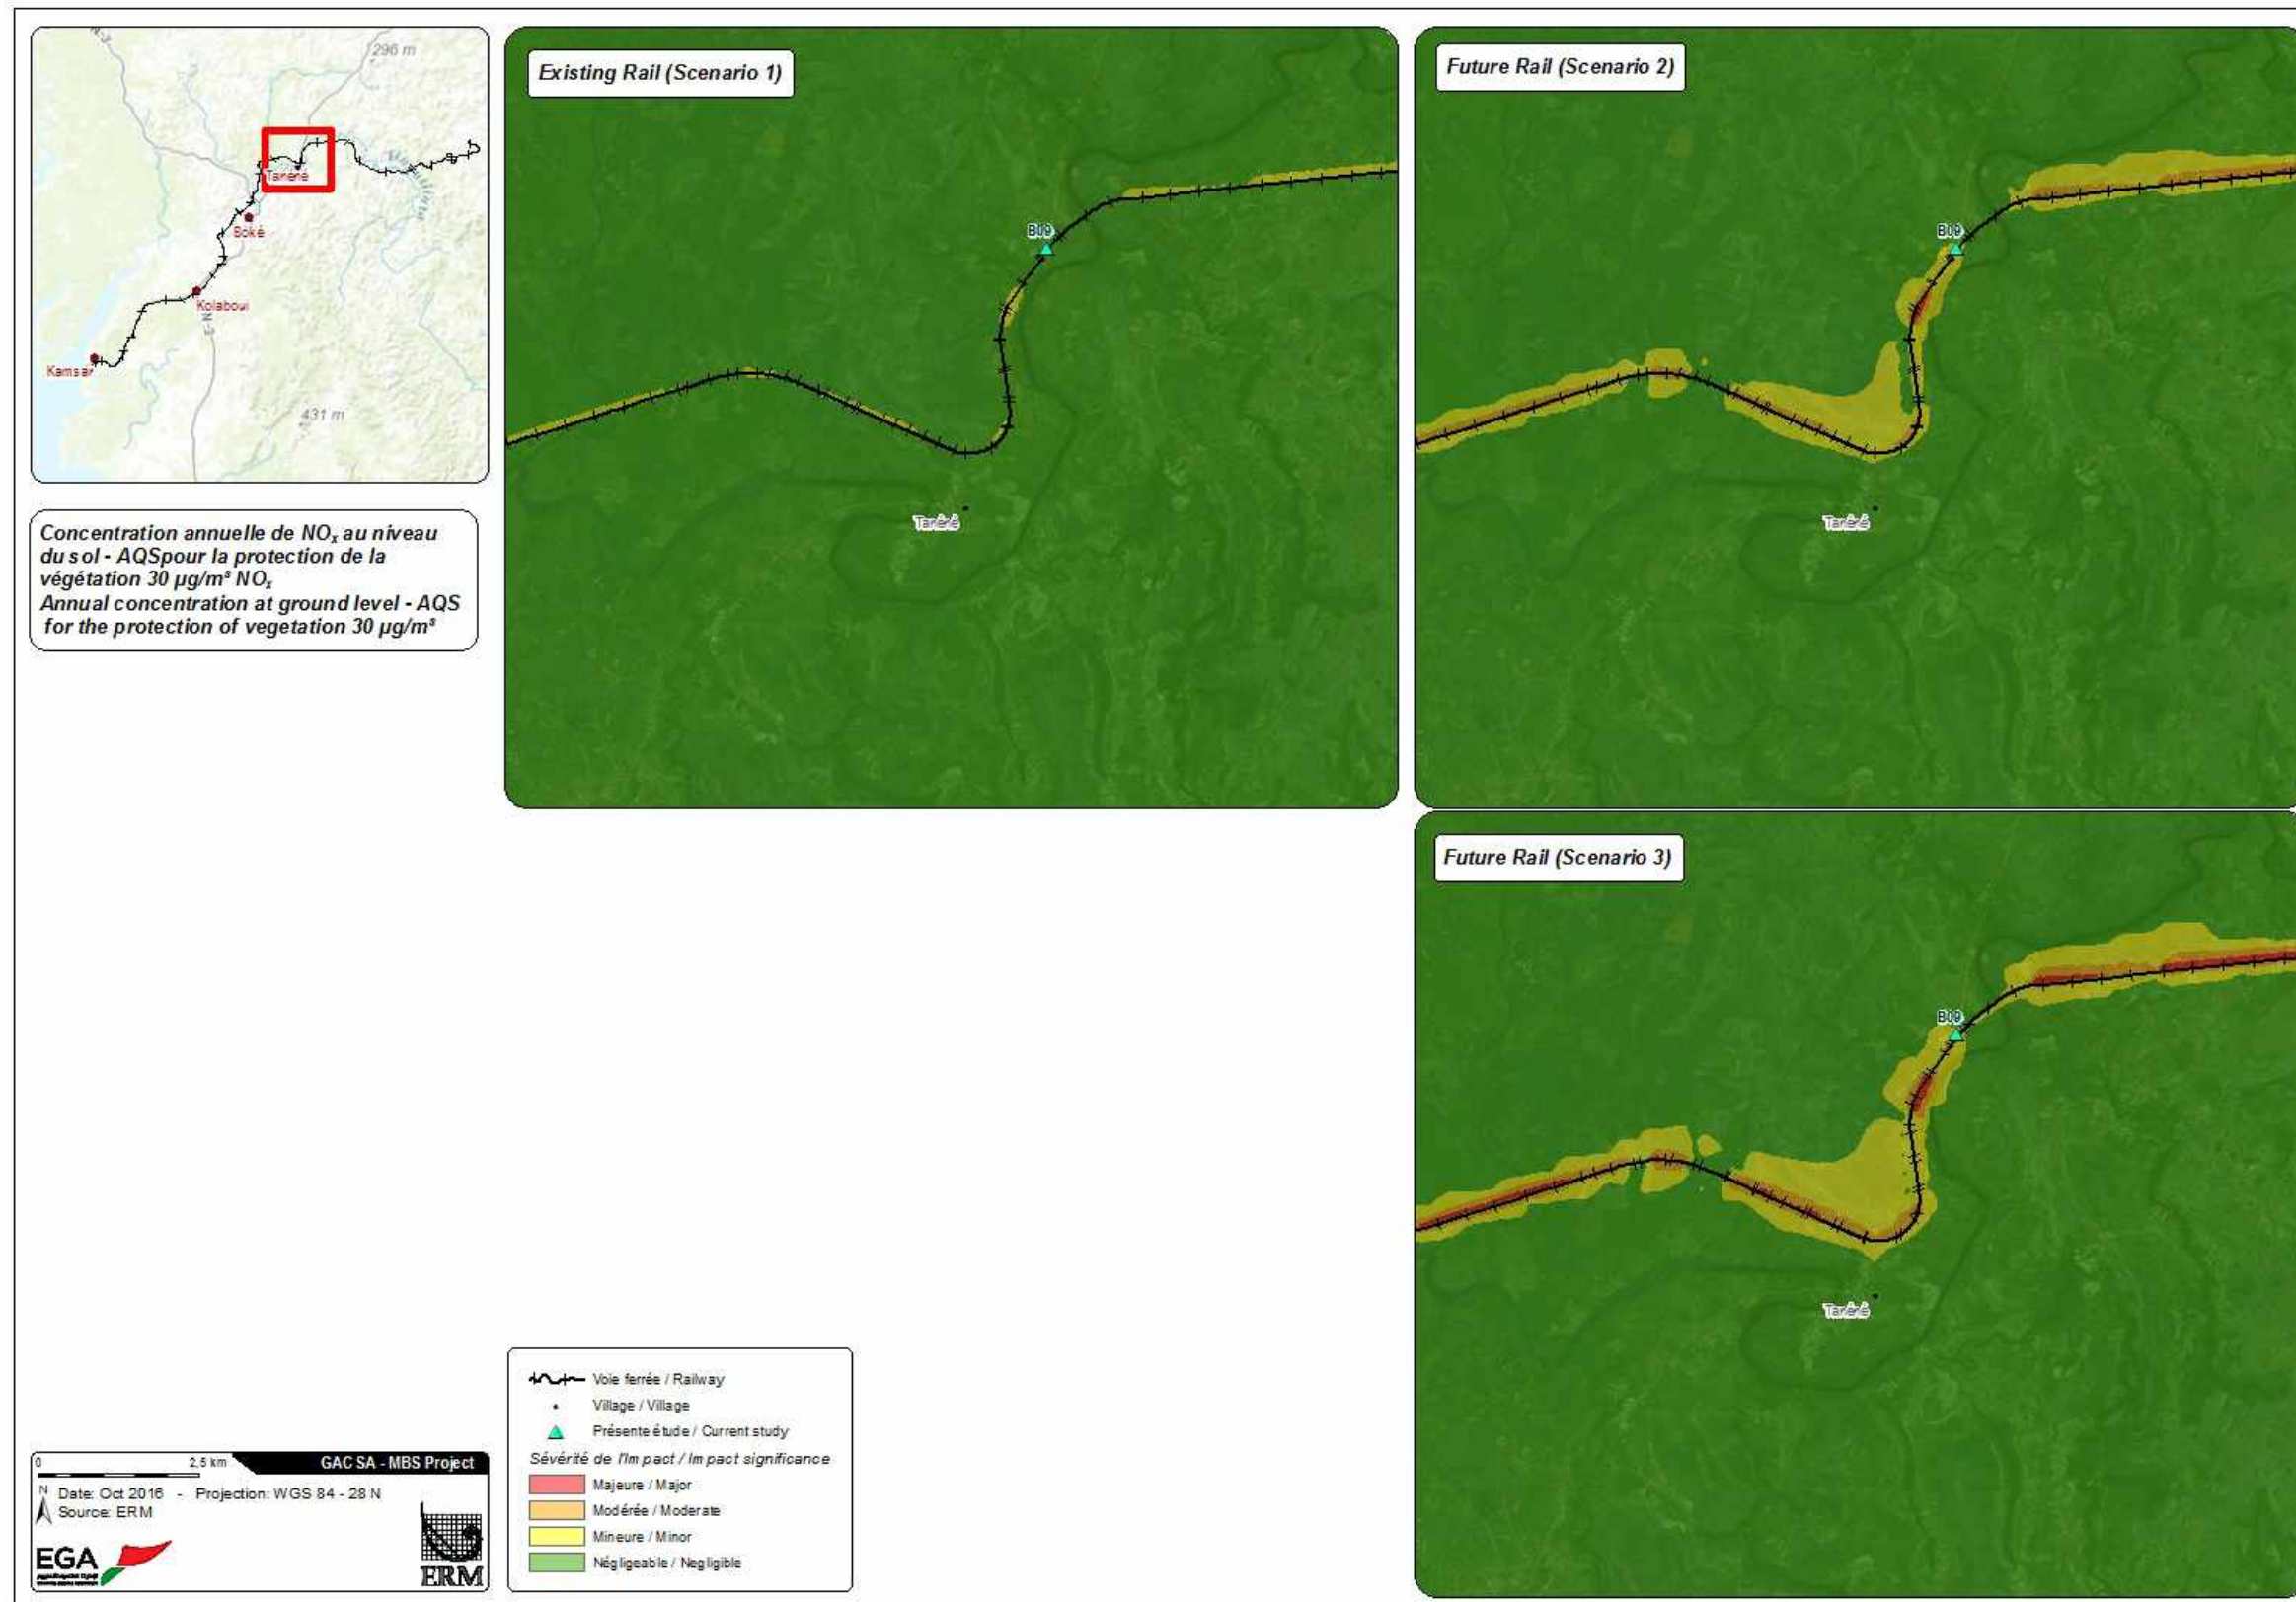 N-3
296 m
Tanéné
Boké
Kolaboui
N-3
Kamsar
431 m
Concentration annuelle de NOx au niveau
du sol - AQSpour la protection de la
végétation 30 µg/m³ NOx
Annual concentration at ground level - AQS
for the protection of vegetation 30 µg/m³
Existing Rail (Scenario 1)
B09
Tanéné
Future Rail (Scenario 2)
B09
Tanéné
Future Rail (Scenario 3)
B09
Tanéné
Voie ferrée / Railway
Village / Village
Présente étude / Current study
Sévérité de l'Impact / Impact significance
Majeure / Major
Modérée / Moderate
Mineure / Minor
Négligeable / Negligible
0 2,5 km
GAC SA - MBS Project
N
Date: Oct 2016 - Projection: WGS 84 - 28 N
Source: ERM
EGA
ERM